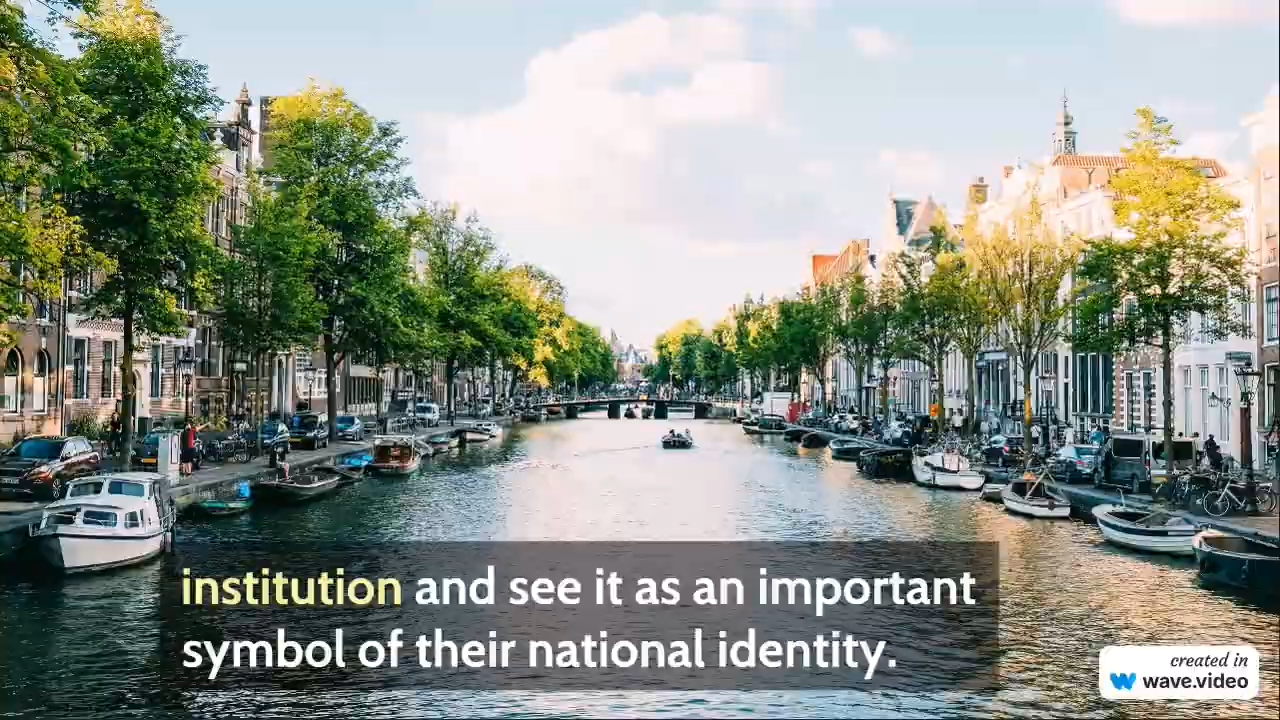 institution and see it as an important
symbol of their national identity.
created in
wave.video